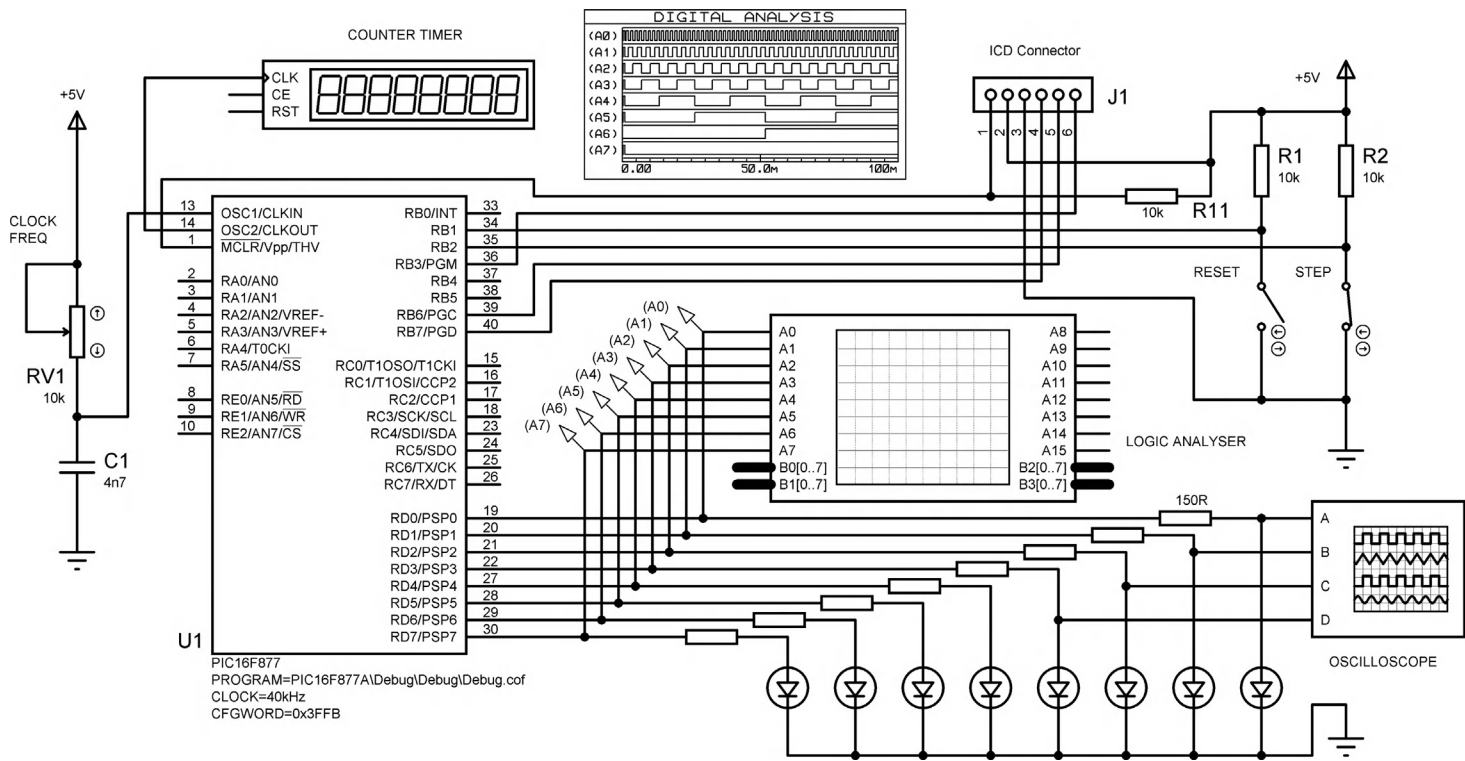 DIGITAL ANALYSIS
(A0)
(A1)
(A2)
(A3)
(A4)
(A5)
(A6)
(A7)
0.00 50.0m 100m
COUNTER TIMER
CLK
CE
RST
+5V
CLOCK
FREQ
RV1
10k
C1
4n7
ICD Connector
J1
1 2 3 4 5 6
+5V
R1
10k
R2
10k
10k
R11
RESET
STEP
13 OSC1/CLKIN
14 OSC2/CLKOUT
1 MCLR/Vpp/THV
2 RA0/AN0
3 RA1/AN1
4 RA2/AN2/VREF-
5 RA3/AN3/VREF+
6 RA4/T0CKI
7 RA5/AN4/SS
8 RE0/AN5/RD
9 RE1/AN6/WR
10 RE2/AN7/CS
RB0/INT 33
RB1 34
RB2 35
RB3/PGM 36
RB4 37
RB5 38
RB6/PGC 39
RB7/PGD 40
RC0/T1OSO/T1CKI 15
RC1/T1OSI/CCP2 16
RC2/CCP1 17
RC3/SCK/SCL 18
RC4/SDI/SDA 23
RC5/SDO 24
RC6/TX/CK 25
RC7/RX/DT 26
RD0/PSP0 19
RD1/PSP1 20
RD2/PSP2 21
RD3/PSP3 22
RD4/PSP4 27
RD5/PSP5 28
RD6/PSP6 29
RD7/PSP7 30
U1
PIC16F877
PROGRAM=PIC16F877A\Debug\Debug\Debug.cof
CLOCK=40kHz
CFGWORD=0x3FFB
(A0)
(A1)
(A2)
(A3)
(A4)
(A5)
(A6)
(A7)
A0 A8
A1 A9
A2 A10
A3 A11
A4 A12
A5 A13
A6 A14
A7 A15
B0[0..7] B2[0..7]
B1[0..7] B3[0..7]
LOGIC ANALYSER
150R
A
B
C
D
OSCILLOSCOPE